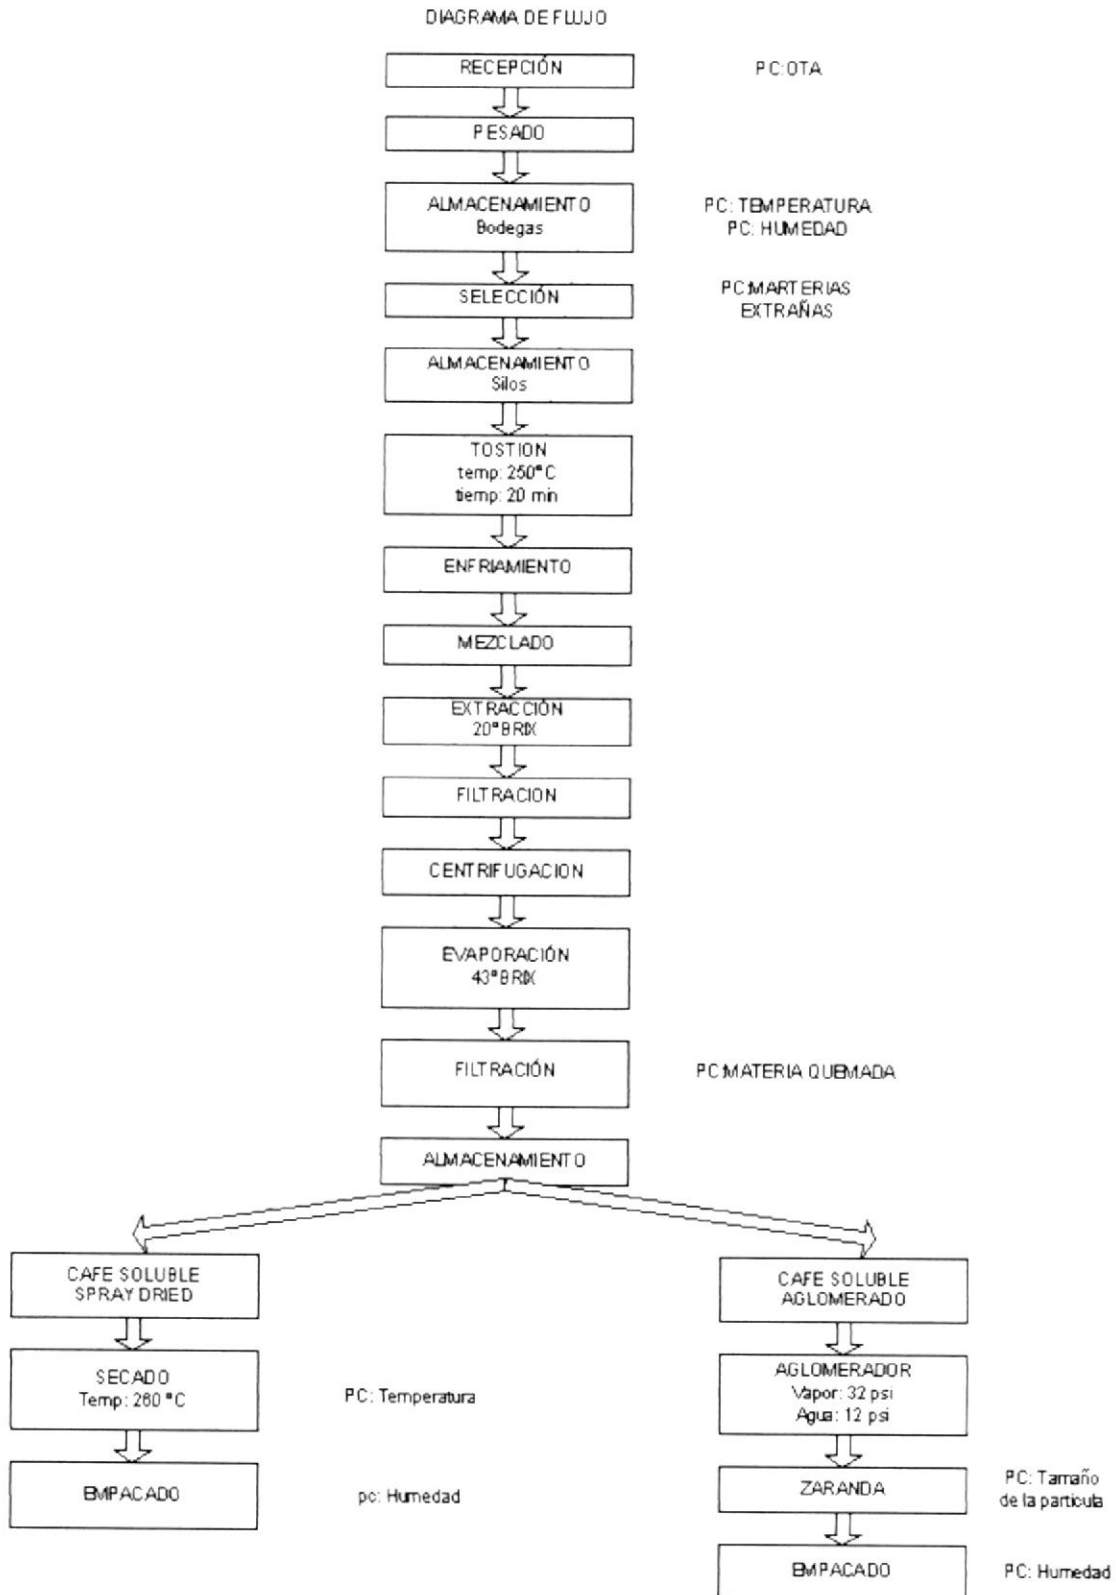 DIAGRAMA DE FLUJO
RECEPCIÓN
PC:OTA
PESADO
ALMACENAMIENTO
Bodegas
PC: TEMPERATURA
PC: HUMEDAD
SELECCIÓN
PC:MARTERIAS
EXTRAÑAS
ALMACENAMIENTO
Silos
TOSTION
temp: 250°C
tiemp: 20 min
ENFRIAMIENTO
MEZCLADO
EXTRACCIÓN
20°BRIX
FILTRACION
CENTRIFUGACION
EVAPORACIÓN
43°BRIX
FILTRACIÓN
PC:MATERIA QUEMADA
ALMACENAMIENTO
CAFE SOLUBLE
SPRAY DRIED
SECADO
Temp: 260 °C
PC: Temperatura
EMPACADO
pc: Humedad
CAFE SOLUBLE
AGLOMERADO
AGLOMERADOR
Vapor: 32 psi
Agua: 12 psi
ZARANDA
PC: Tamaño
de la particula
EMPACADO
PC: Humedad